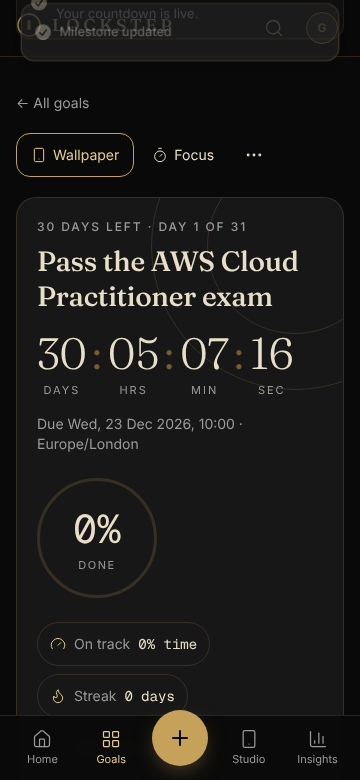 Your countdown is live.
LOCKSTEP
Milestone updated
G
← All goals
Wallpaper
Focus
30 DAYS LEFT · DAY 1 OF 31
Pass the AWS Cloud
Practitioner exam
30:05:07:16
DAYS HRS MIN SEC
Due Wed, 23 Dec 2026, 10:00 ·
Europe/London
0%
DONE
On track 0% time
Streak 0 days
Home
Goals
+
Studio
Insights